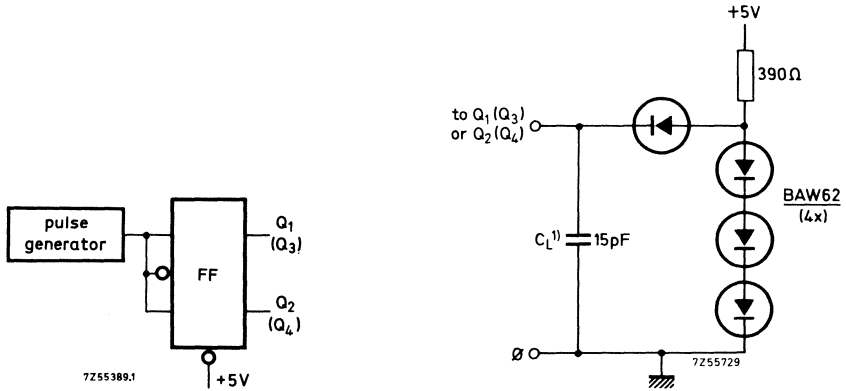 pulse
generator
FF
Q1
(Q3)
Q2
(Q4)
+5V
7Z55389.1
+5V
390Ω
to Q1(Q3)
or Q2(Q4)
BAW62
(4x)
CL1) 15pF
Ø
7Z55729